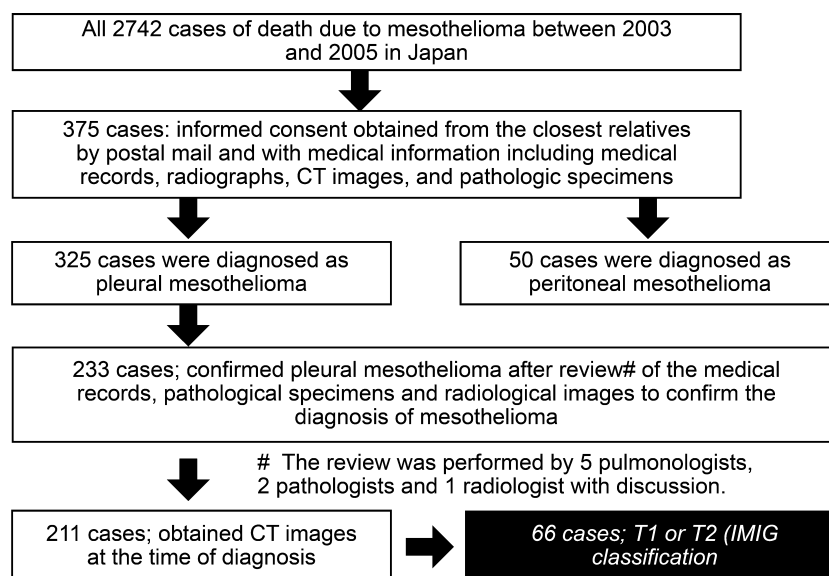 All 2742 cases of death due to mesothelioma between 2003
and 2005 in Japan
375 cases: informed consent obtained from the closest relatives
by postal mail and with medical information including medical
records, radiographs, CT images, and pathologic specimens
325 cases were diagnosed as
pleural mesothelioma
50 cases were diagnosed as
peritoneal mesothelioma
233 cases; confirmed pleural mesothelioma after review# of the medical
records, pathological specimens and radiological images to confirm the
diagnosis of mesothelioma
# The review was performed by 5 pulmonologists,
2 pathologists and 1 radiologist with discussion.
211 cases; obtained CT images
at the time of diagnosis
66 cases; T1 or T2 (IMIG
classification